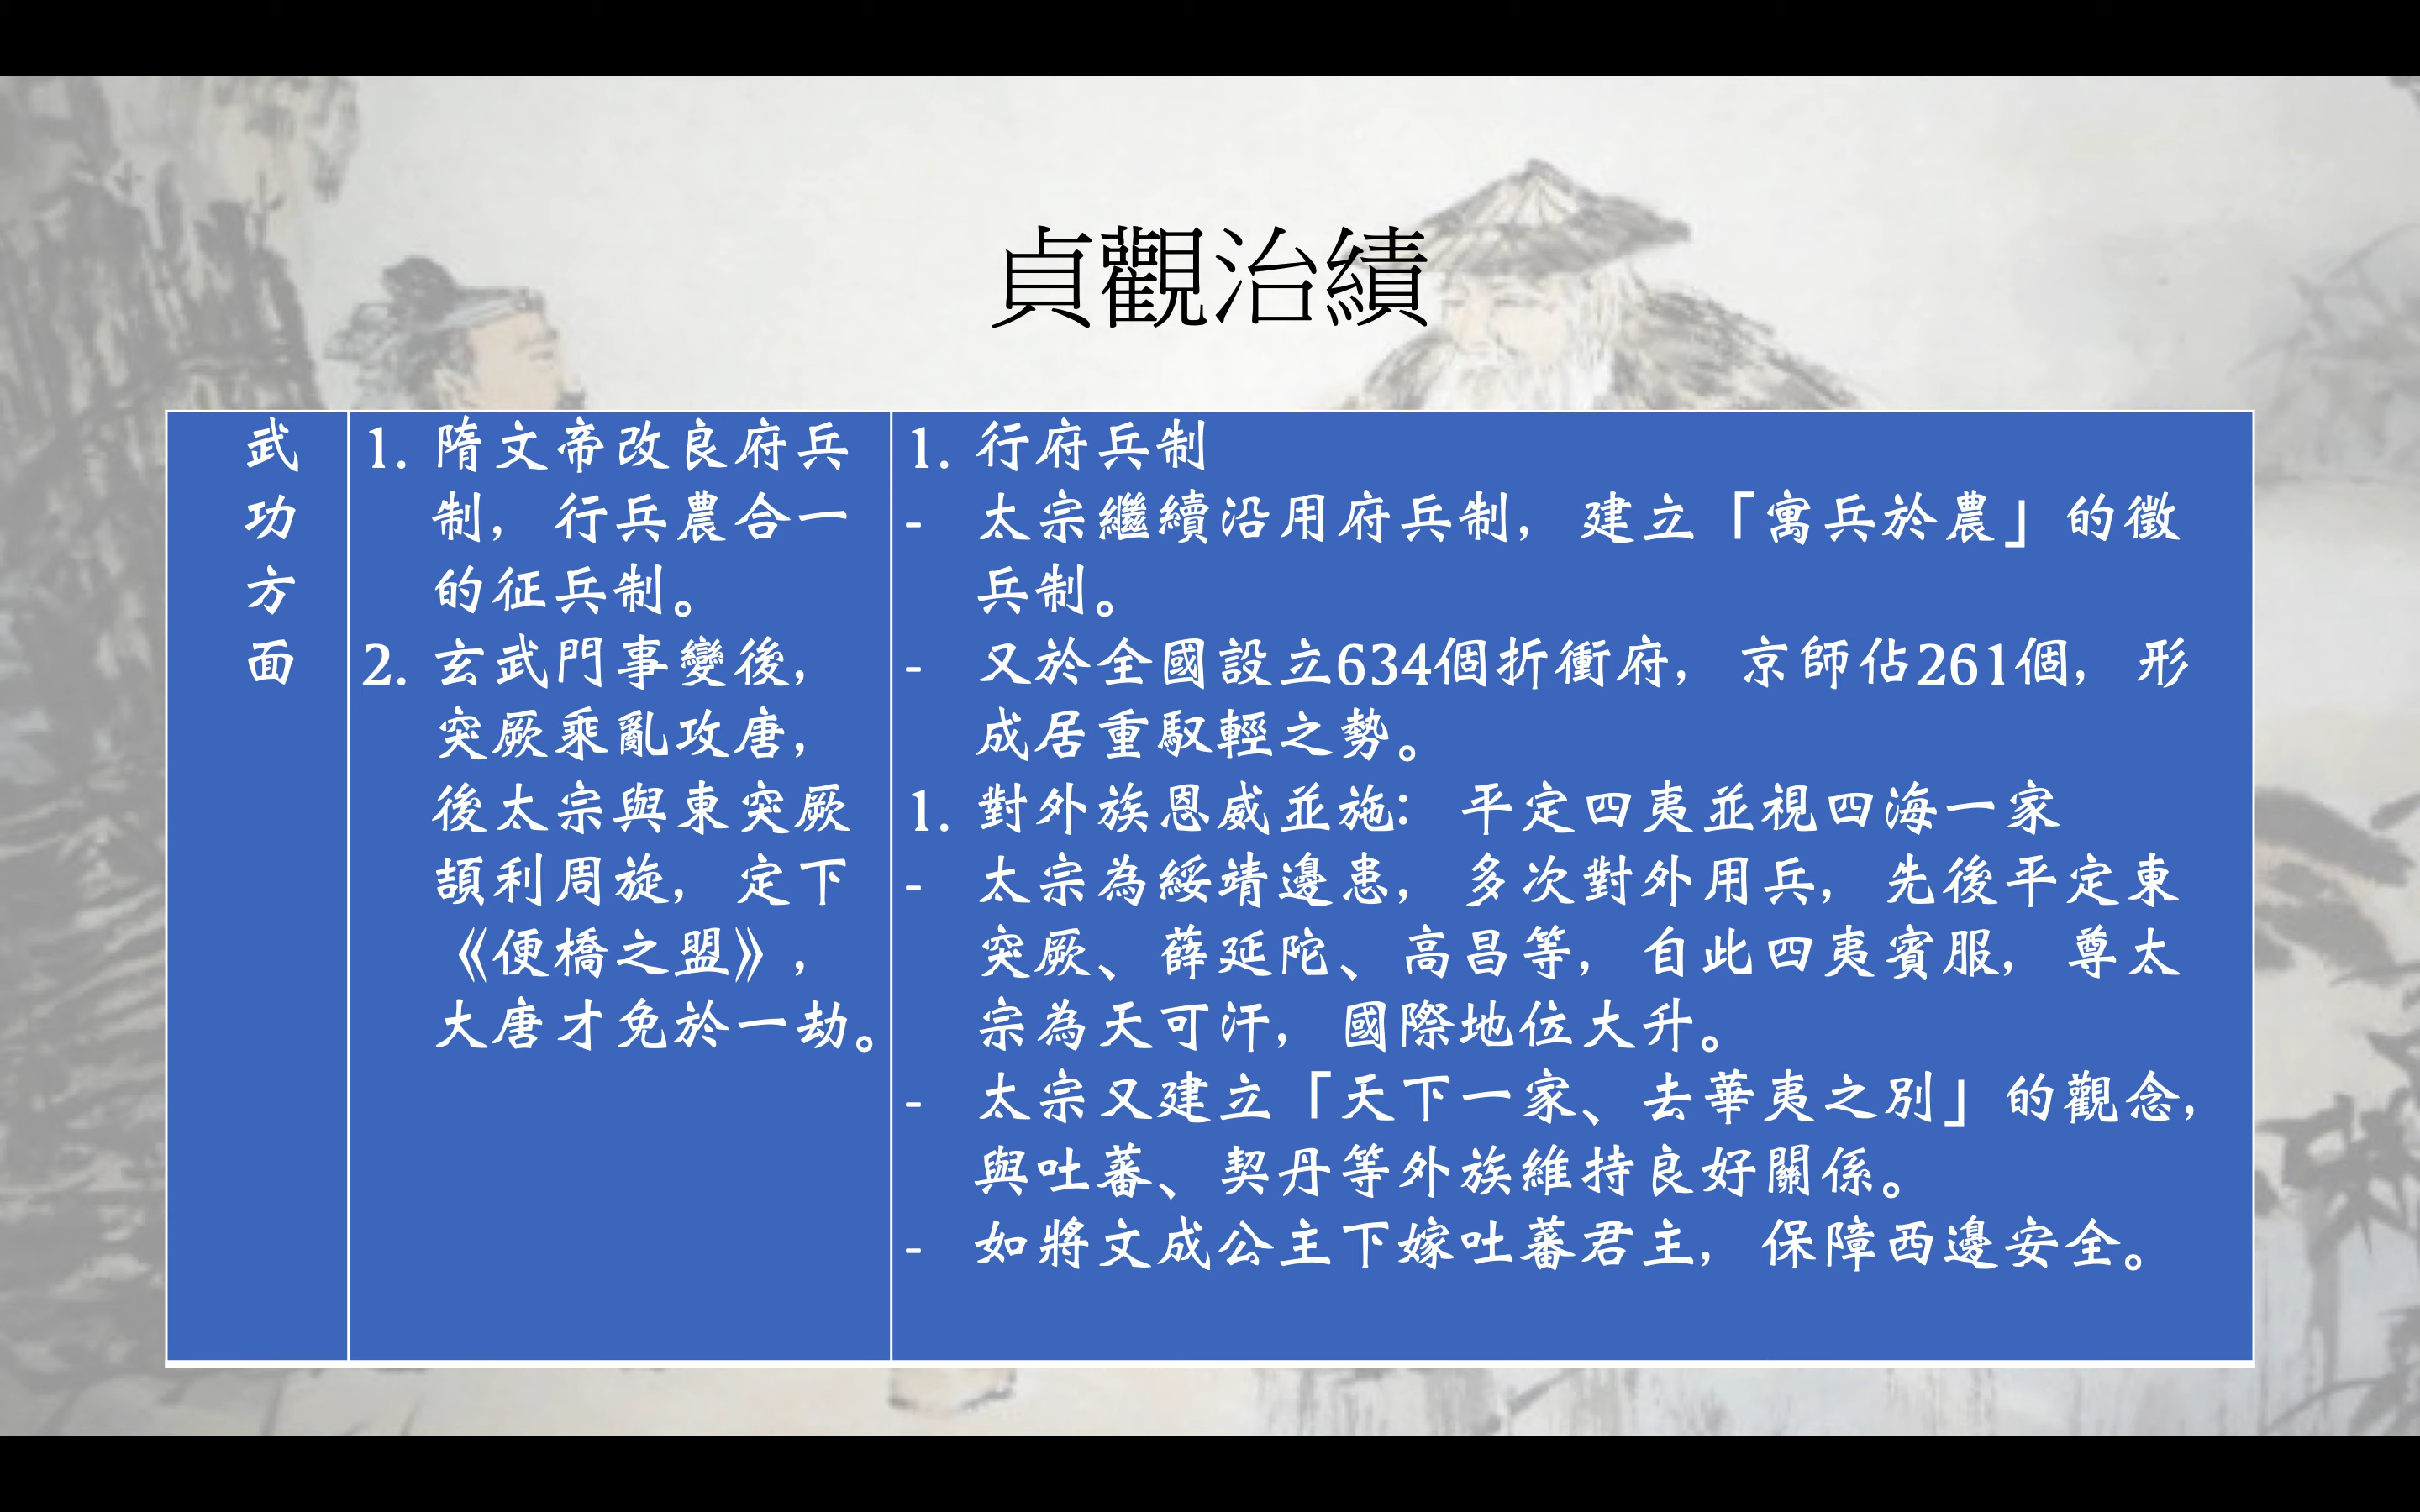 貞觀治績
武
功
方
面
1. 隋文帝改良府兵
制，行兵農合一
的征兵制。
2. 玄武門事變後，
突厥乘亂攻唐，
後太宗與東突厥
頡利周旋，定下
《便橋之盟》，
大唐才免於一劫。
1. 行府兵制
- 太宗繼續沿用府兵制，建立「寓兵於農」的徵
兵制。
- 又於全國設立634個折衝府，京師佔261個，形
成居重馭輕之勢。
1. 對外族恩威並施：平定四夷並視四海一家
- 太宗為綏靖邊患，多次對外用兵，先後平定東
突厥、薛延陀、高昌等，自此四夷賓服，尊太
宗為天可汗，國際地位大升。
- 太宗又建立「天下一家、去華夷之別」的觀念，
與吐蕃、契丹等外族維持良好關係。
- 如將文成公主下嫁吐蕃君主，保障西邊安全。